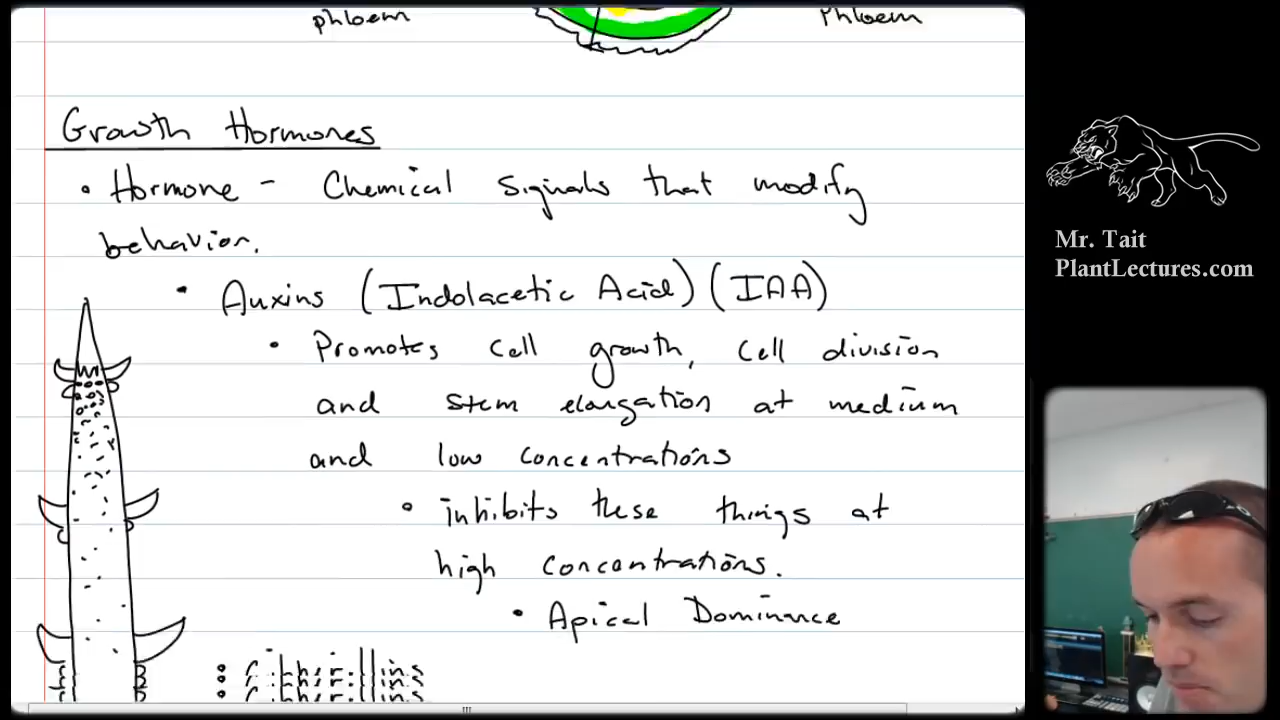 phloem
phloem
Growth Hormones
• Hormone - Chemical signals that modify
behavior.
• Auxins (Indolacetic Acid) (IAA)
• Promotes cell growth, cell division
and stem elongation at medium
and low concentrations
• inhibits these things at
high concentrations.
• Apical Dominance
Mr. Tait
PlantLectures.com